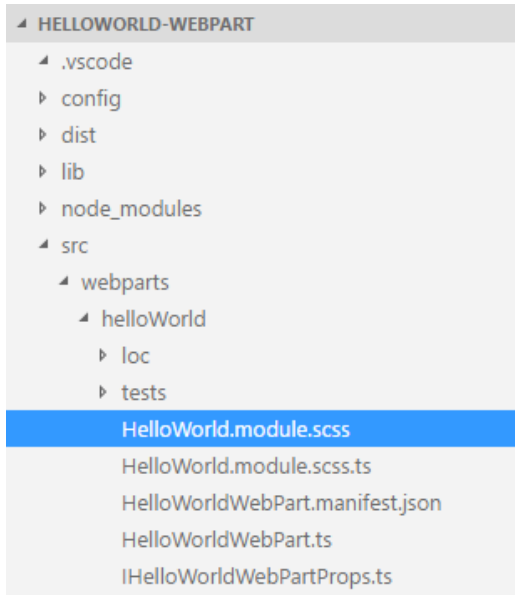 HELLOWORLD-WEBPART
.vscode
config
dist
lib
node_modules
src
webparts
helloWorld
loc
tests
HelloWorld.module.scss
HelloWorld.module.scss.ts
HelloWorldWebPart.manifest.json
HelloWorldWebPart.ts
IHelloWorldWebPartProps.ts